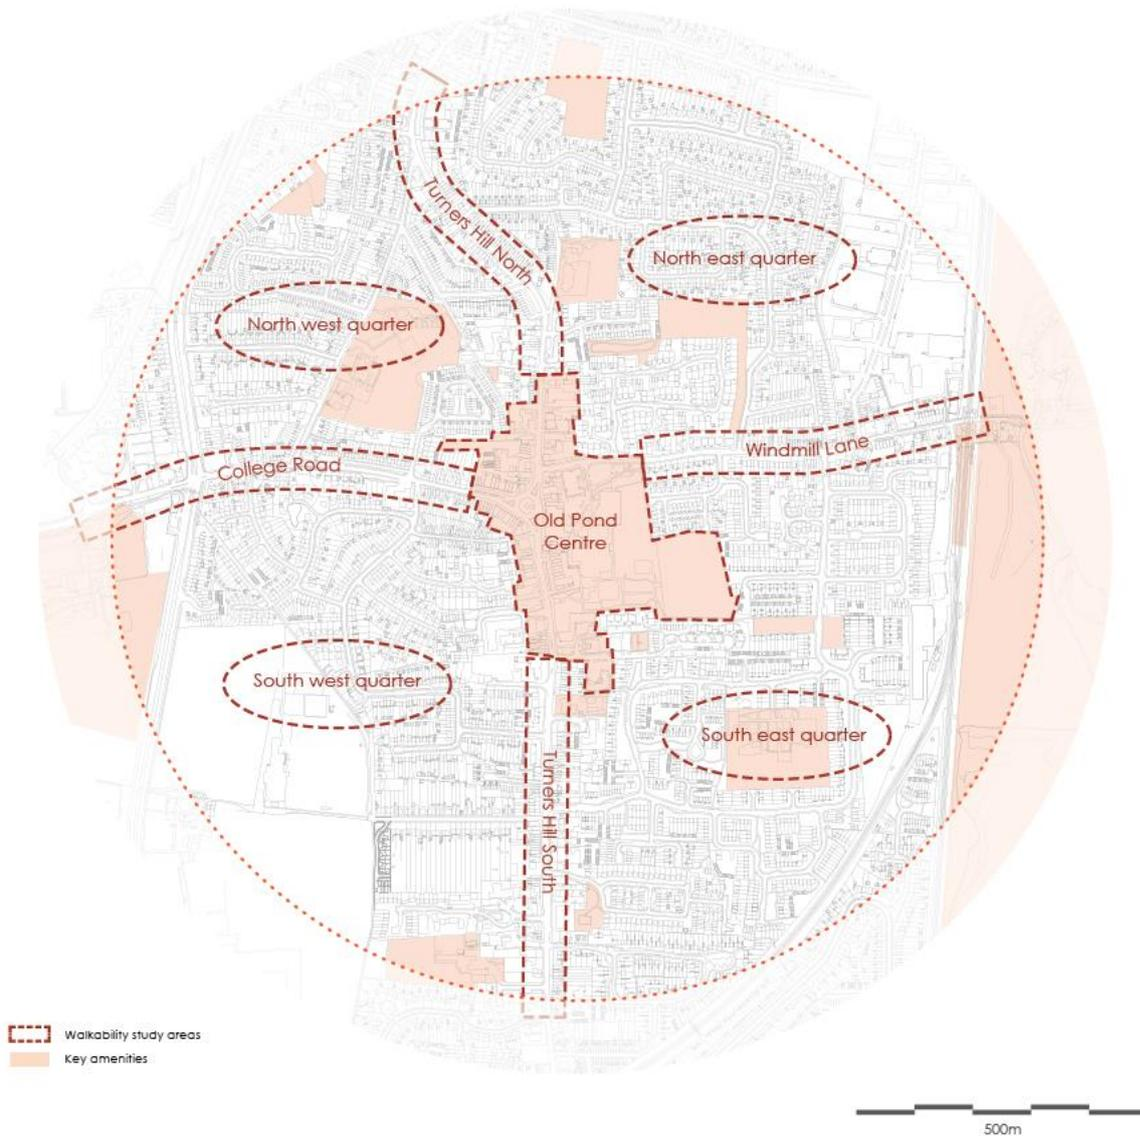 Turners Hill North
North east quarter
North west quarter
College Road
Windmill Lane
Old Pond
Centre
South west quarter
South east quarter
Turners Hill South
Walkability study areas
Key amenities
500m